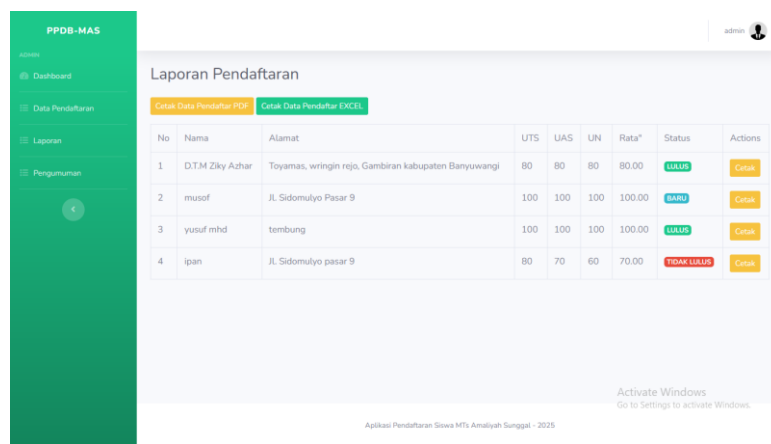 PPDB-MAS
admin
ADMIN
Dashboard
Data Pendaftaran
Laporan
Pengumuman
Laporan Pendaftaran
Cetak Data Pendaftar PDF Cetak Data Pendaftar EXCEL
No Nama Alamat UTS UAS UN Rata" Status Actions
1 D.T.M Ziky Azhar Toyamas, wringin rejo, Gambiran kabupaten Banyuwangi 80 80 80 80.00 LULUS Cetak
2 musof Jl. Sidomulyo Pasar 9 100 100 100 100.00 BARU Cetak
3 yusuf mhd tembung 100 100 100 100.00 LULUS Cetak
4 ipan Jl. Sidomulyo pasar 9 80 70 60 70.00 TIDAK LULUS Cetak
Activate Windows
Go to Settings to activate Windows.
Aplikasi Pendaftaran Siswa MTs Amaliyah Sunggal - 2025